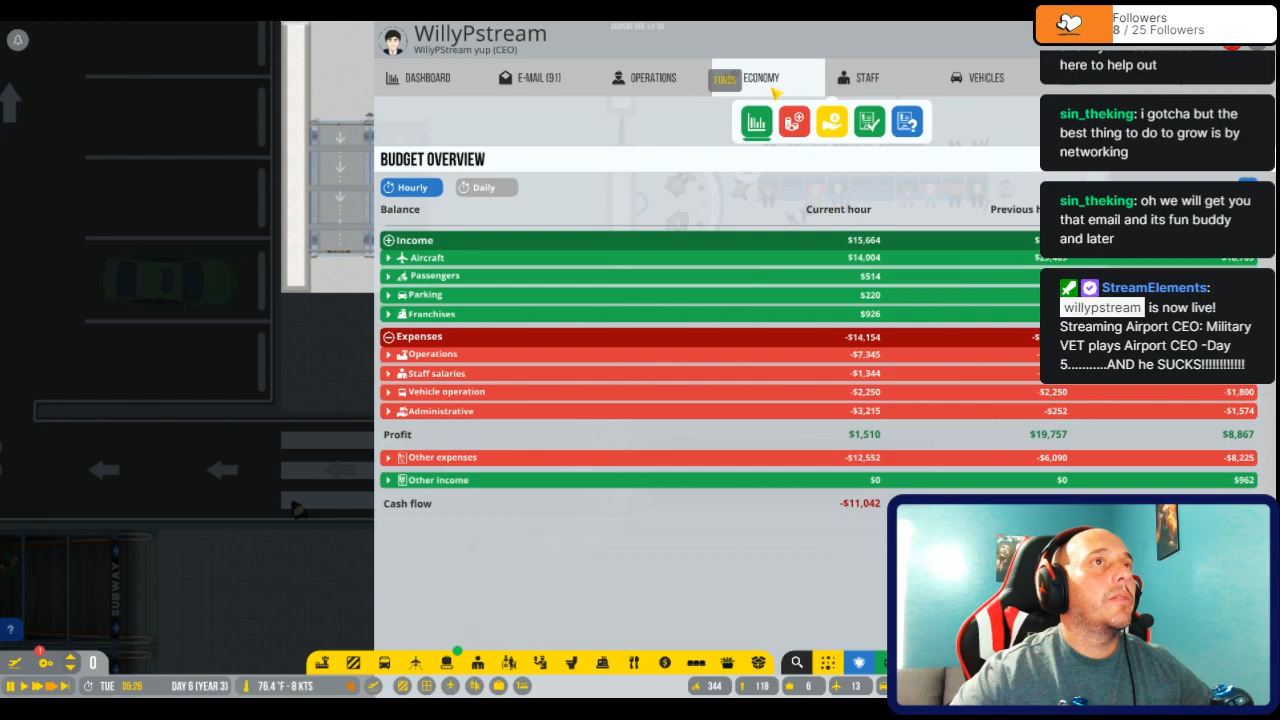 WillyPstream
WillyPStream yup (CEO)
Followers
8 / 25 Followers
here to help out
DASHBOARD
E-MAIL (91)
OPERATIONS
FUNDS
ECONOMY
STAFF
VEHICLES
sin_theking: i gotcha but the
best thing to do to grow is by
networking
BUDGET OVERVIEW
Hourly
Daily
sin_theking: oh we will get you
that email and its fun buddy
and later
Balance Current hour Previous h
Income $15,664
Aircraft $14,004
Passengers $514
Parking $220
Franchises $926
StreamElements:
willypstream is now live!
Streaming Airport CEO: Military
VET plays Airport CEO -Day
5...........AND he SUCKS!!!!!!!!!!!!
Expenses -$14,154
Operations -$7,345
Staff salaries -$1,344
Vehicle operation -$2,250 -$2,250 -$1,800
Administrative -$3,215 -$252 -$1,574
Profit $1,510 $19,757 $8,867
Other expenses -$12,552 -$6,090 -$8,225
Other income $0 $0 $962
Cash flow -$11,042
SUBWAY
?
0
TUE 05:26 DAY 6 (YEAR 3) 76.4 °F - 8 KTS
344 118 6 13